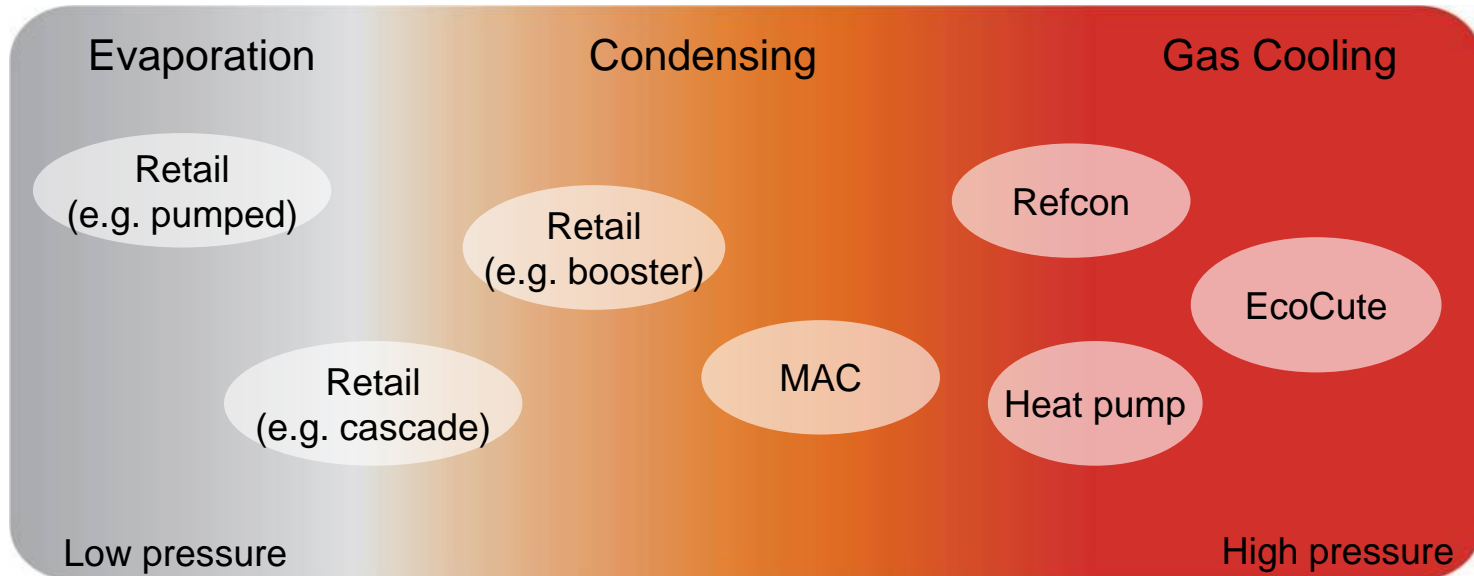 Evaporation
Condensing
Gas Cooling
Retail
(e.g. pumped)
Retail
(e.g. booster)
Refcon
EcoCute
Retail
(e.g. cascade)
MAC
Heat pump
Low pressure
High pressure